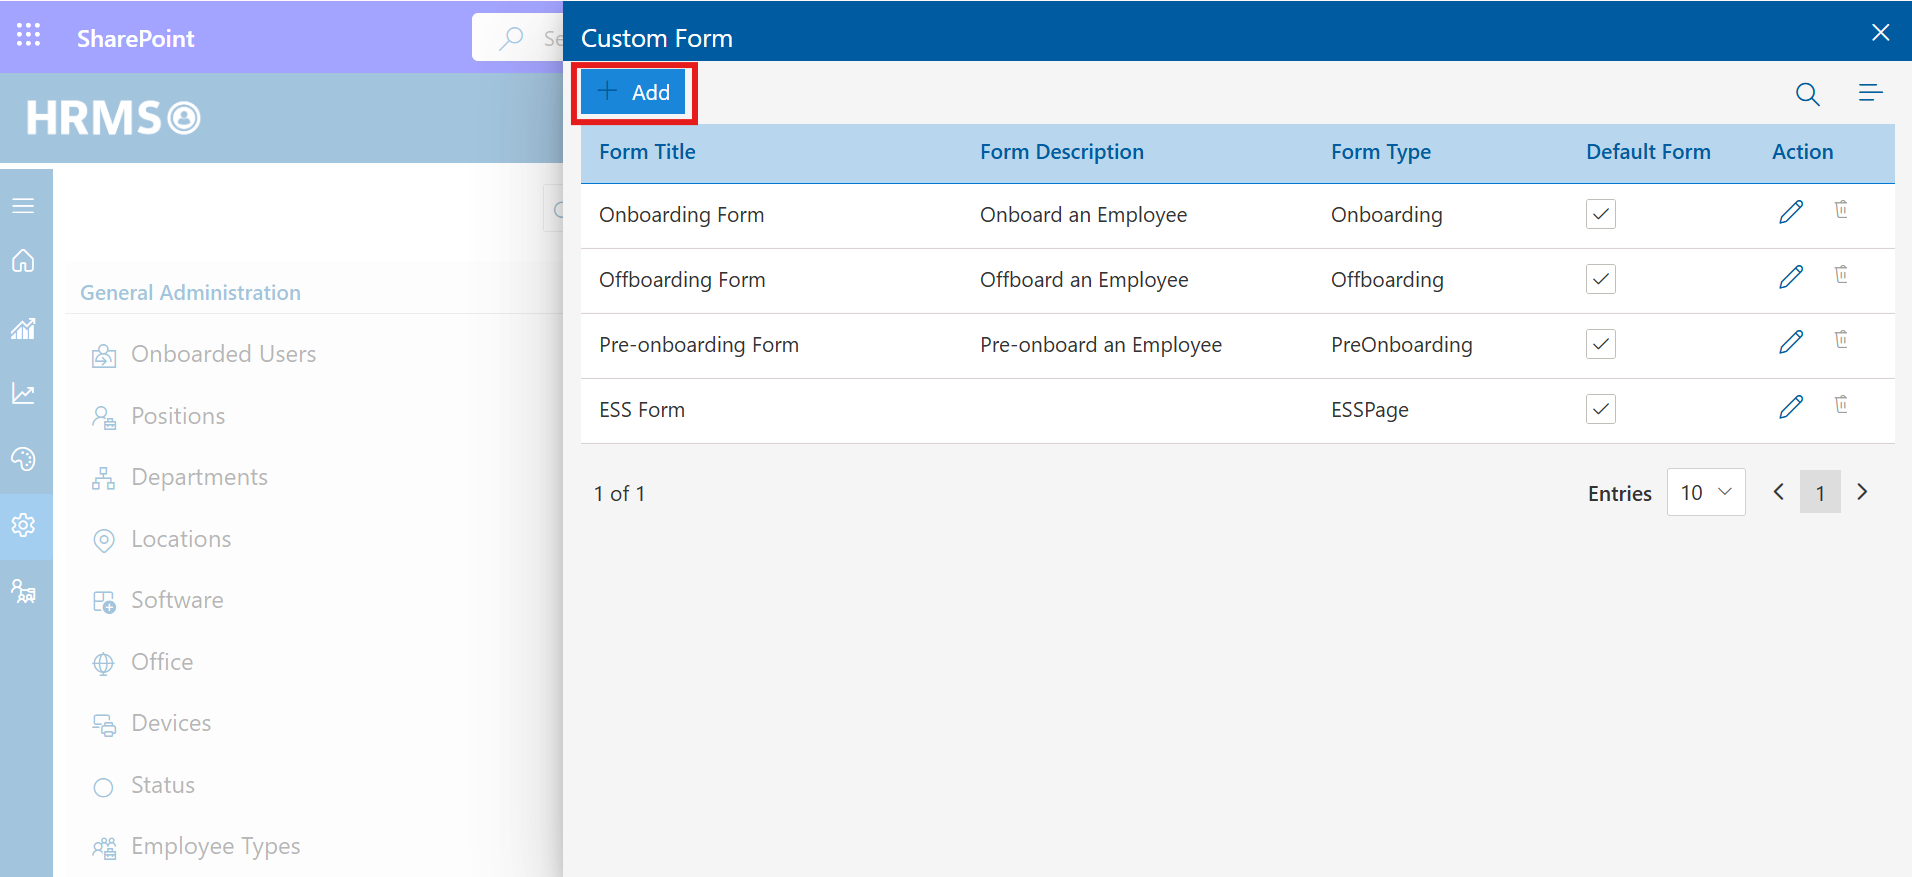 SharePoint
Se
Custom Form
HRMS
Add
Form Title Form Description Form Type Default Form Action
Onboarding Form Onboard an Employee Onboarding
Offboarding Form Offboard an Employee Offboarding
Pre-onboarding Form Pre-onboard an Employee PreOnboarding
ESS Form ESSPage
1 of 1 Entries 10 1
General Administration
Onboarded Users
Positions
Departments
Locations
Software
Office
Devices
Status
Employee Types